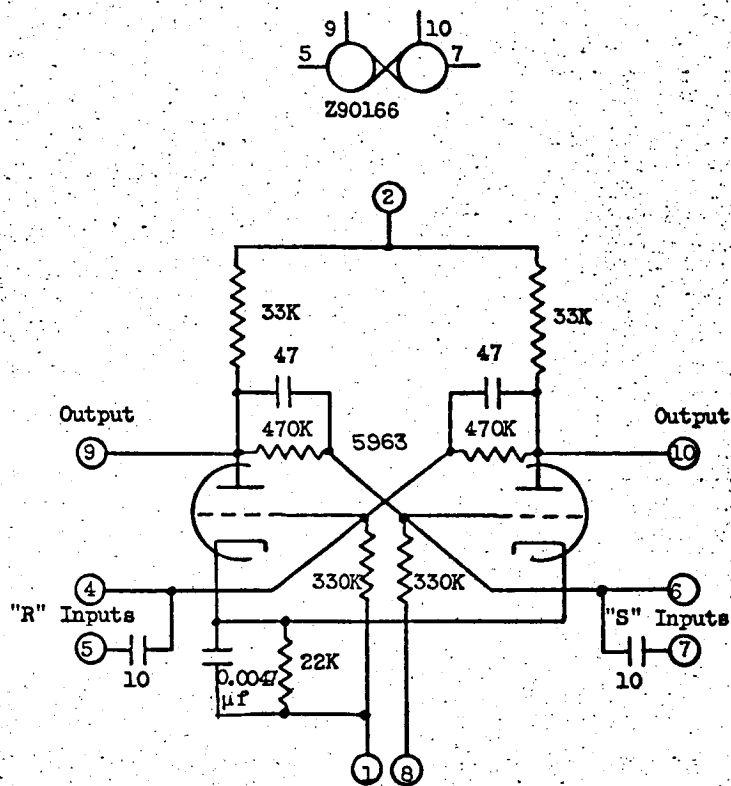 9 10
5 7
Z90166
2
33K 33K
47 47
Output Output
470K 5963 470K
9 10
4 6
330K 330K
"R" Inputs "S" Inputs
5 7
22K
10 0.0047 10
µf
1 8